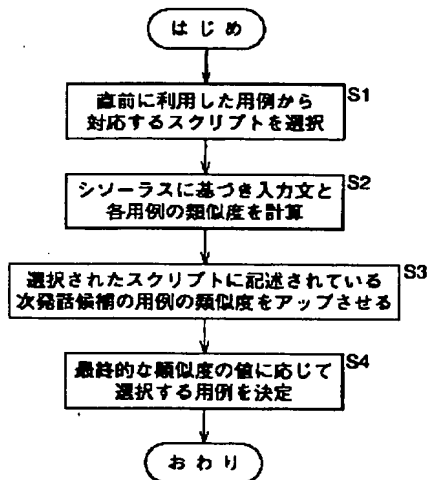 はじめ
直前に利用した用例から
対応するスクリプトを選択
S1
シソーラスに基づき入力文と
各用例の類似度を計算
S2
選択されたスクリプトに記述されている
次発話候補の用例の類似度をアップさせる
S3
最終的な類似度の値に応じて
選択する用例を決定
S4
おわり